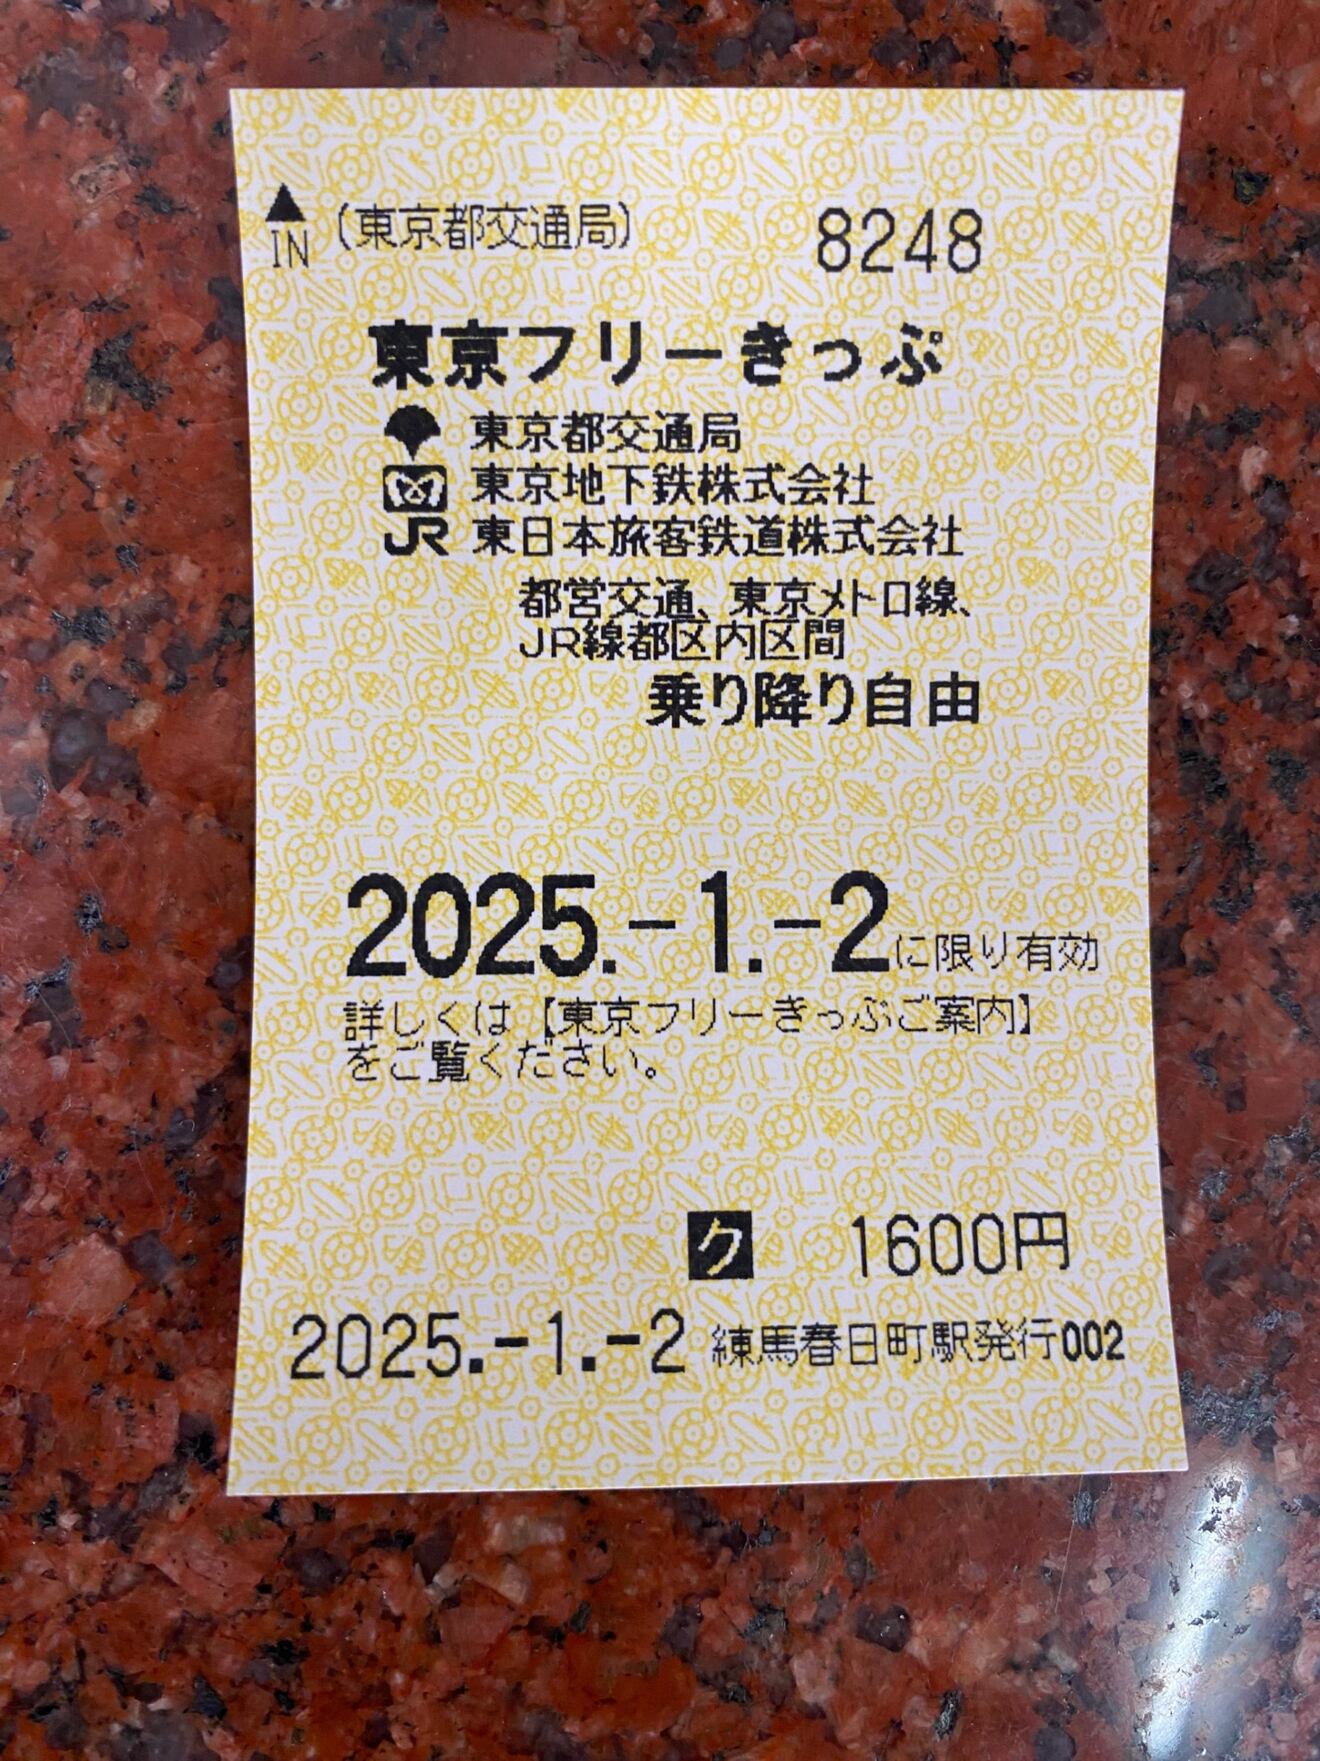 ▲ (東京都交通局) 8248
IN
東京フリーきっぷ
東京都交通局
東京地下鉄株式会社
JR 東日本旅客鉄道株式会社
都営交通、東京メトロ線、
JR線都区内区間
乗り降り自由
2025.-1.-2に限り有効
詳しくは【東京フリーきっぷご案内】
をご覧ください。
ク 1600円
2025.-1.-2 練馬春日町駅発行002